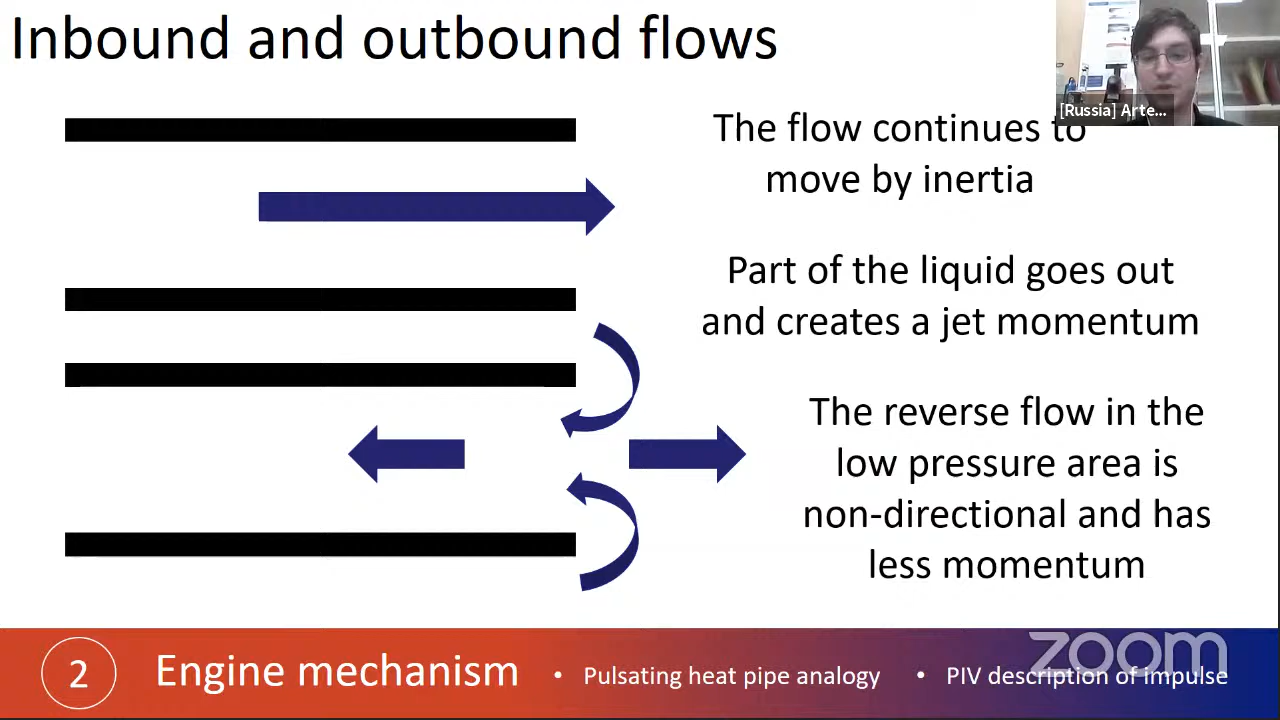 Inbound and outbound flows
[Russia] Arte...
The flow continues to
move by inertia
Part of the liquid goes out
and creates a jet momentum
The reverse flow in the
low pressure area is
non-directional and has
less momentum
2
Engine mechanism
• Pulsating heat pipe analogy
• PIV description of impulse
zoom